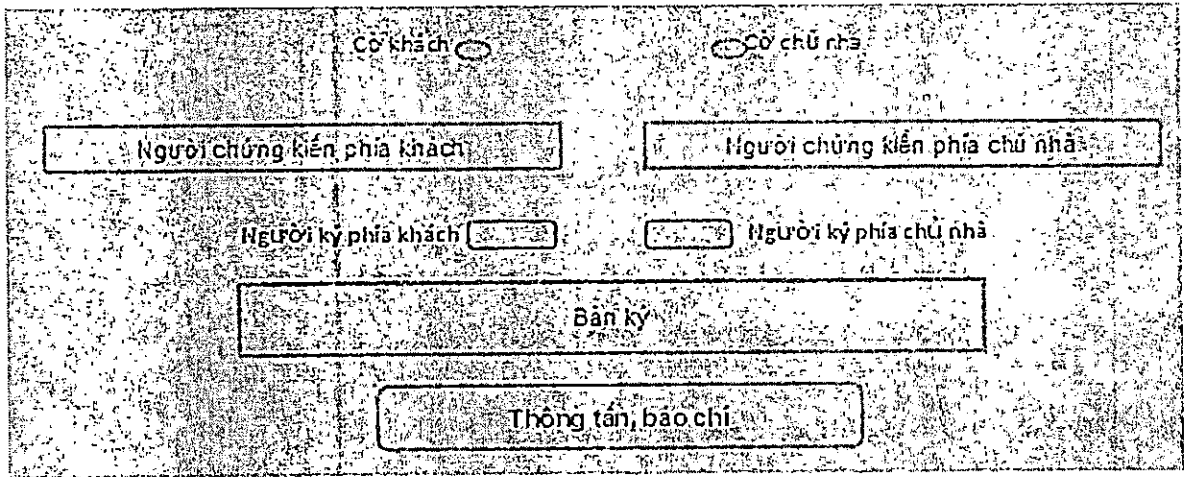 Cờ khách Cờ chủ nhà
Người chứng kiến phía khách Người chứng kiến phía chủ nhà
Người ký phía khách Người ký phía chủ nhà
Bàn ký
Thông tấn, báo chí